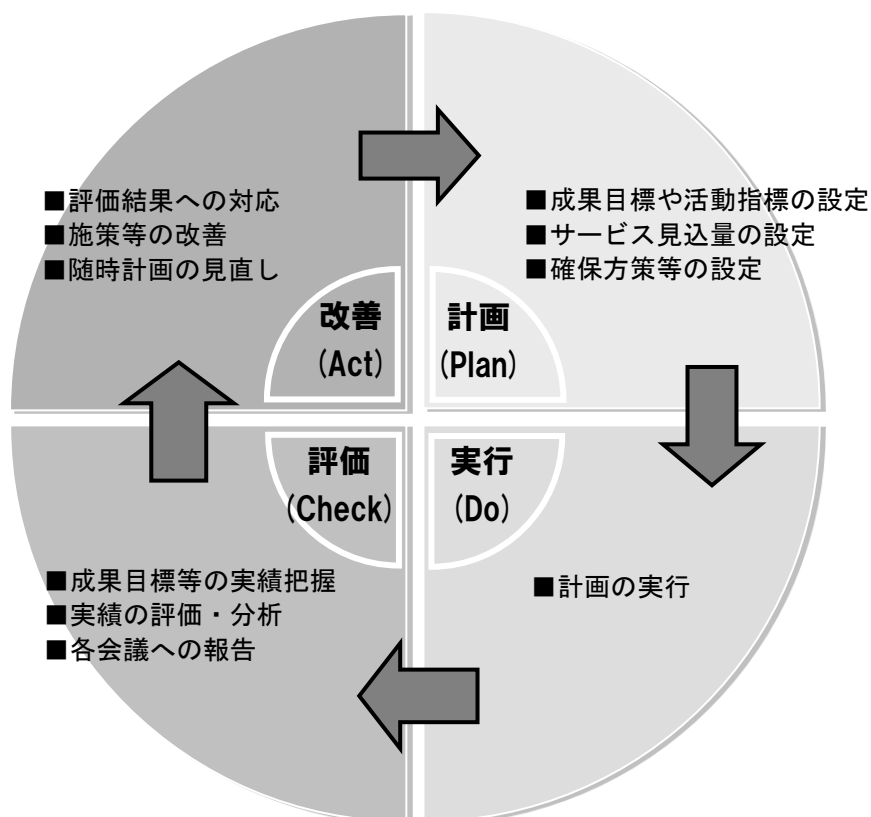 ■評価結果への対応
■施策等の改善
■随時計画の見直し
改善
(Act)
■成果目標や活動指標の設定
■サービス見込量の設定
■確保方策等の設定
計画
(Plan)
評価
(Check)
■成果目標等の実績把握
■実績の評価・分析
■各会議への報告
実行
(Do)
■計画の実行